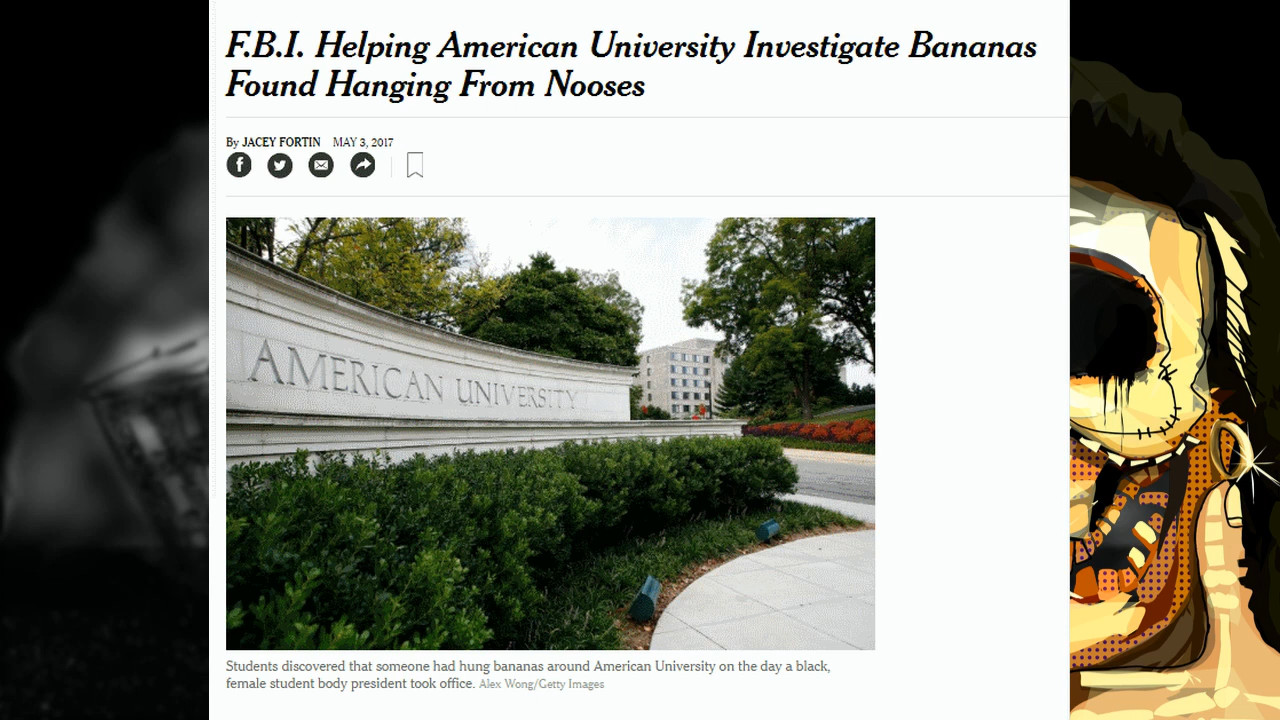 F.B.I. Helping American University Investigate Bananas
Found Hanging From Nooses
By JACEY FORTIN MAY 3, 2017
AMERICAN UNIVERSITY
Students discovered that someone had hung bananas around American University on the day a black,
female student body president took office. Alex Wong/Getty Images